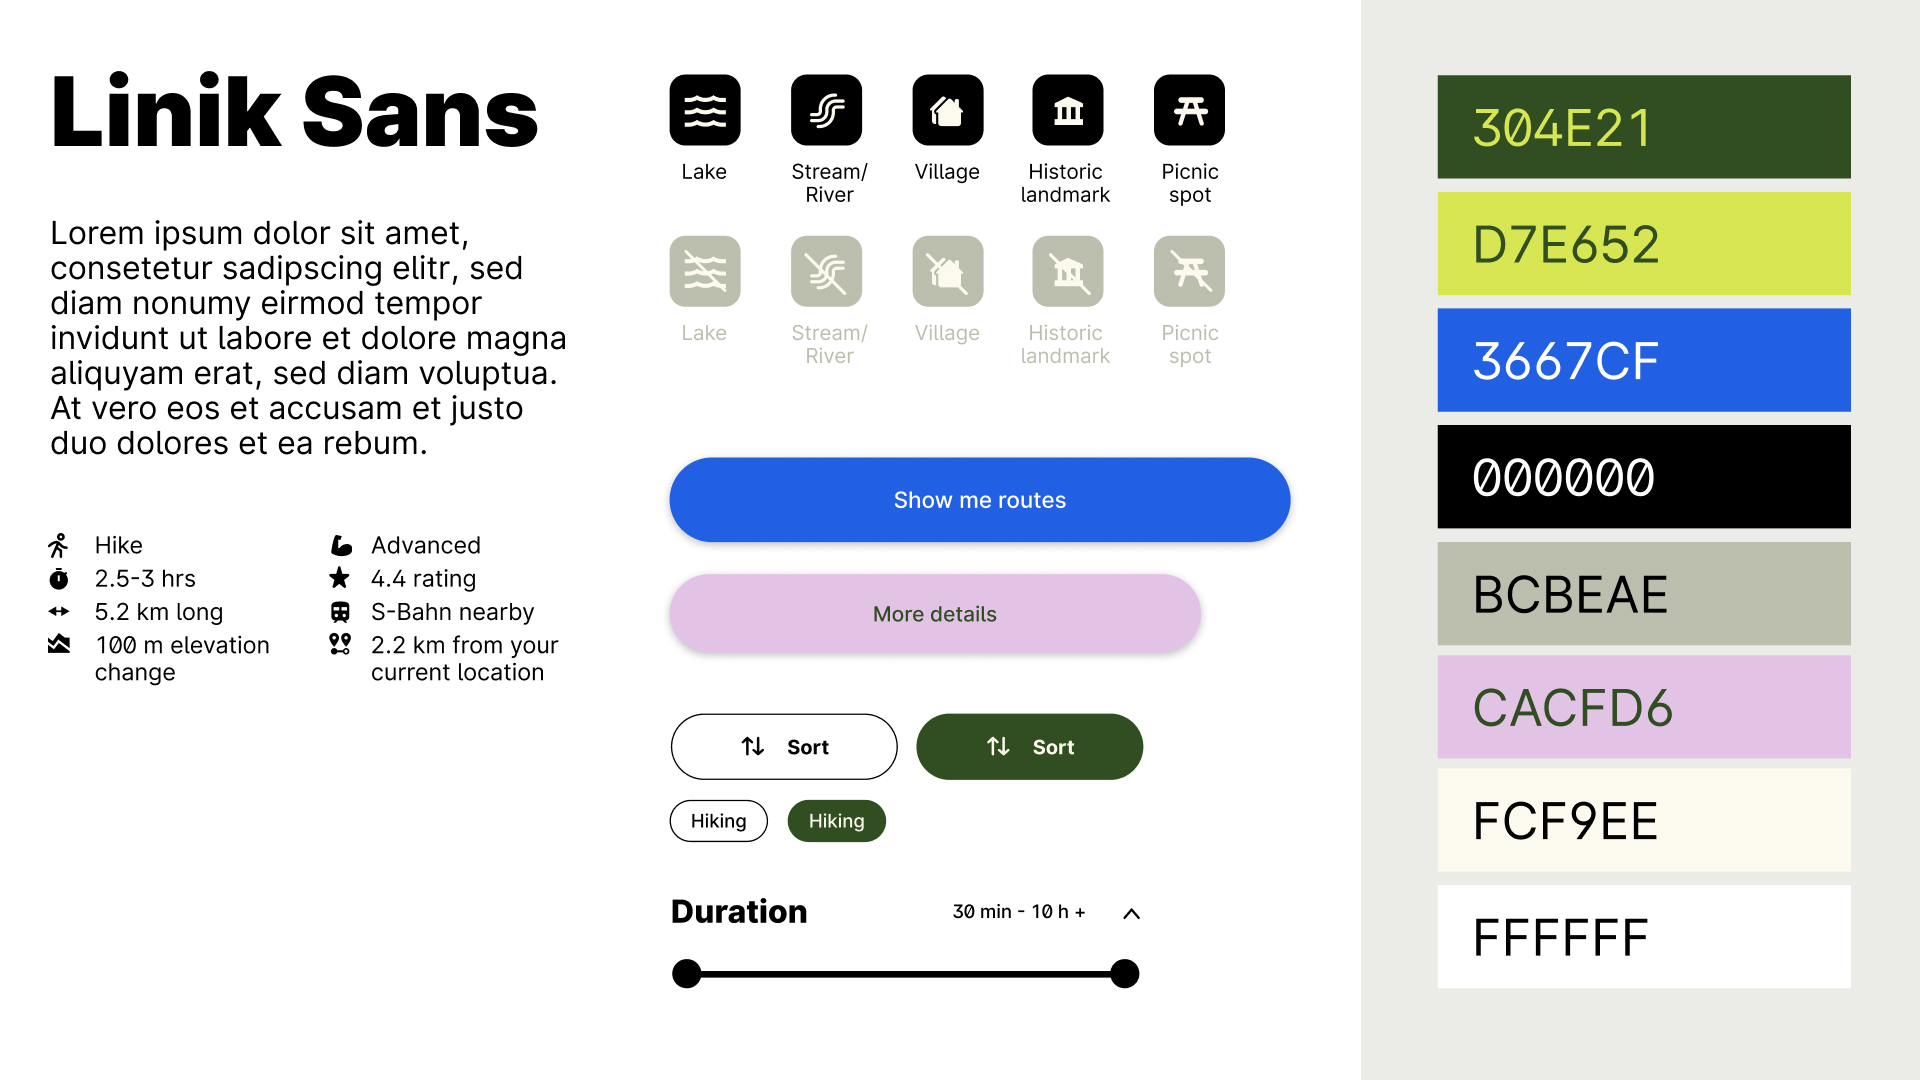 Linik Sans
Lorem ipsum dolor sit amet,
consetetur sadipscing elitr, sed
diam nonumy eirmod tempor
invidunt ut labore et dolore magna
aliquyam erat, sed diam voluptua.
At vero eos et accusam et justo
duo dolores et ea rebum.
Hike
2.5-3 hrs
5.2 km long
100 m elevation
change
Advanced
4.4 rating
S-Bahn nearby
2.2 km from your
current location
Lake
Stream/
River
Village
Historic
landmark
Picnic
spot
Lake
Stream/
River
Village
Historic
landmark
Picnic
spot
Show me routes
More details
Sort
Sort
Hiking
Hiking
Duration
30 min - 10 h +
304E21
D7E652
3667CF
000000
BCBEAE
CACFD6
FCF9EE
FFFFFF